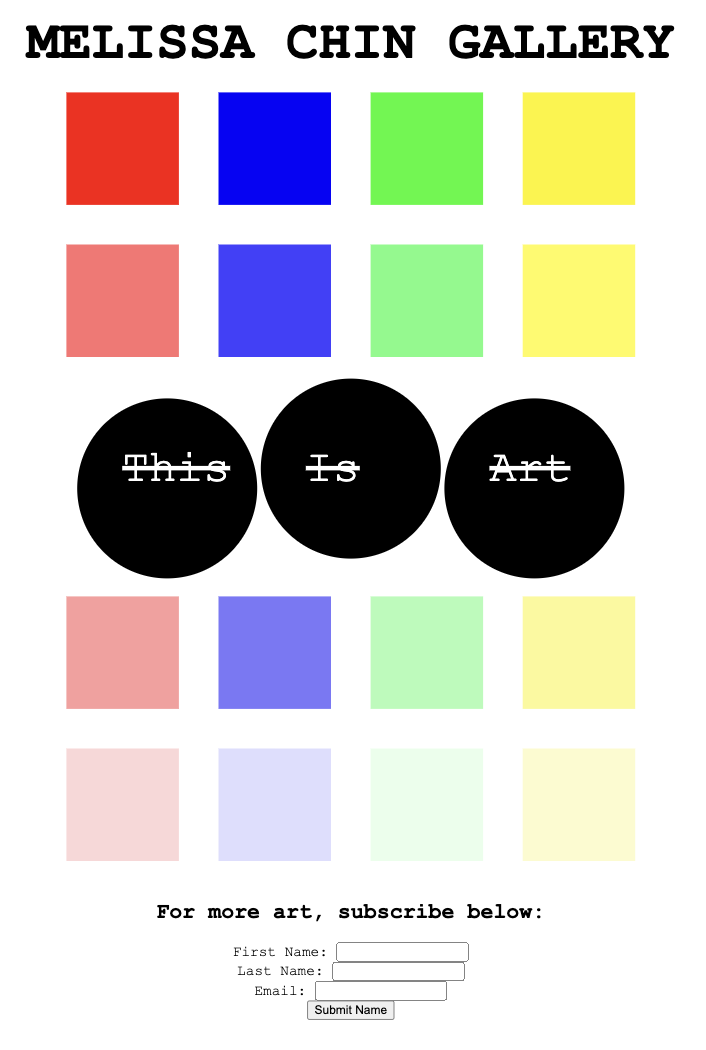 MELISSA CHIN GALLERY
This Is Art
For more art, subscribe below:
First Name:
Last Name:
Email:
Submit Name